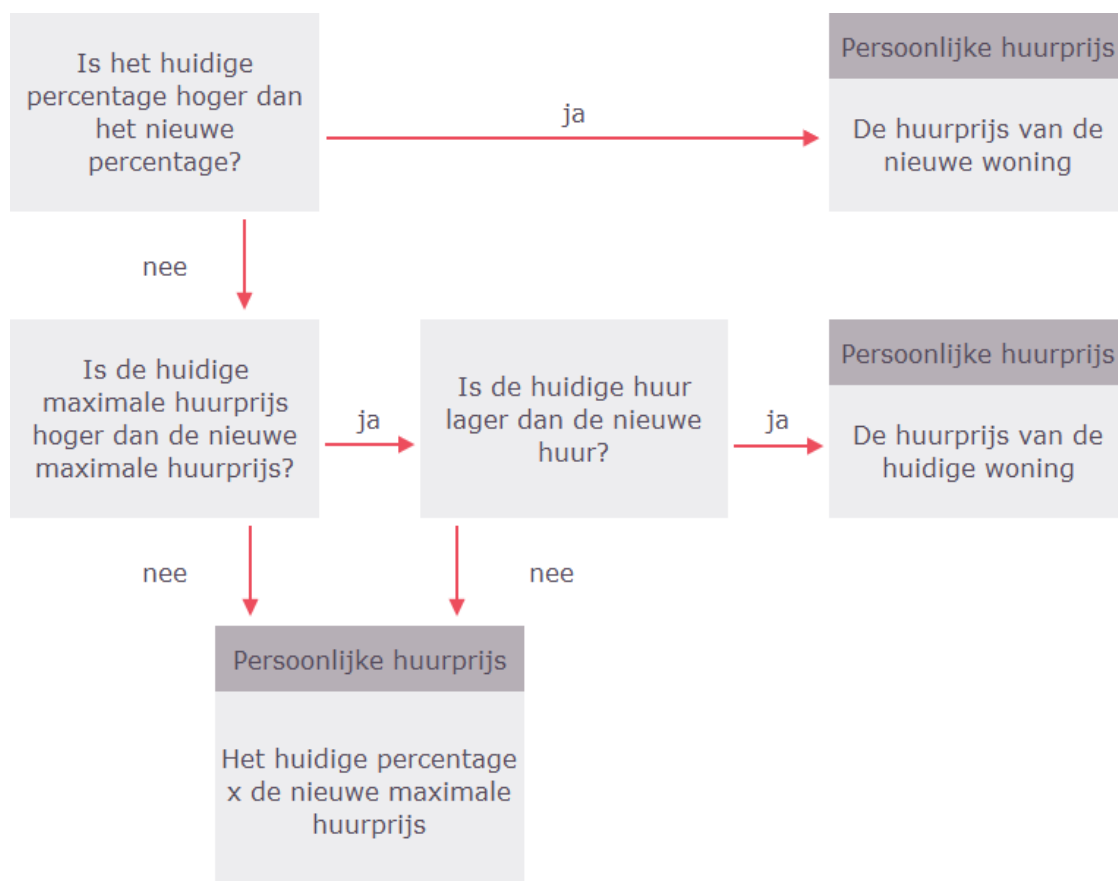 Is het huidige
percentage hoger dan
het nieuwe
percentage?
ja
Persoonlijke huurprijs
De huurprijs van de
nieuwe woning
nee
Is de huidige
maximale huurprijs
hoger dan de nieuwe
maximale huurprijs?
ja
Is de huidige huur
lager dan de nieuwe
huur?
ja
Persoonlijke huurprijs
De huurprijs van de
huidige woning
nee
nee
Persoonlijke huurprijs
Het huidige percentage
x de nieuwe maximale
huurprijs